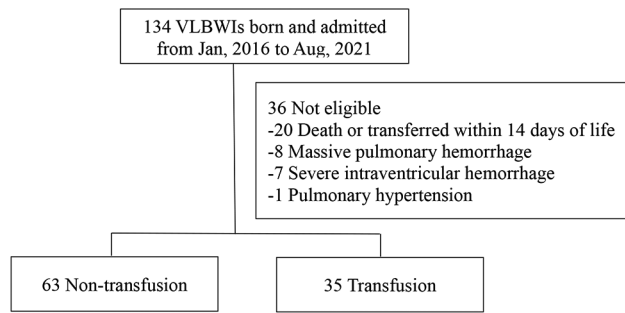 134 VLBWIs born and admitted
from Jan, 2016 to Aug, 2021
36 Not eligible
-20 Death or transferred within 14 days of life
-8 Massive pulmonary hemorrhage
-7 Severe intraventricular hemorrhage
-1 Pulmonary hypertension
63 Non-transfusion
35 Transfusion